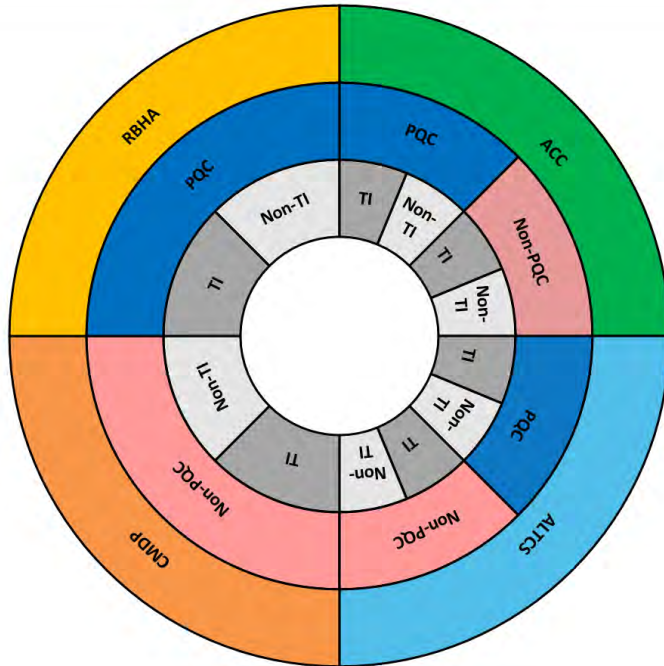 RBHA
ACC
PQC
PQC
Non-PQC
Non-TI
TI
Non-
TI
TI
TI
Non-
TI
Non-TI
TI
Non-
TI
PQC
TI
Non-
TI
TI
Non-PQC
Non-PQC
CMDP
ALTCS